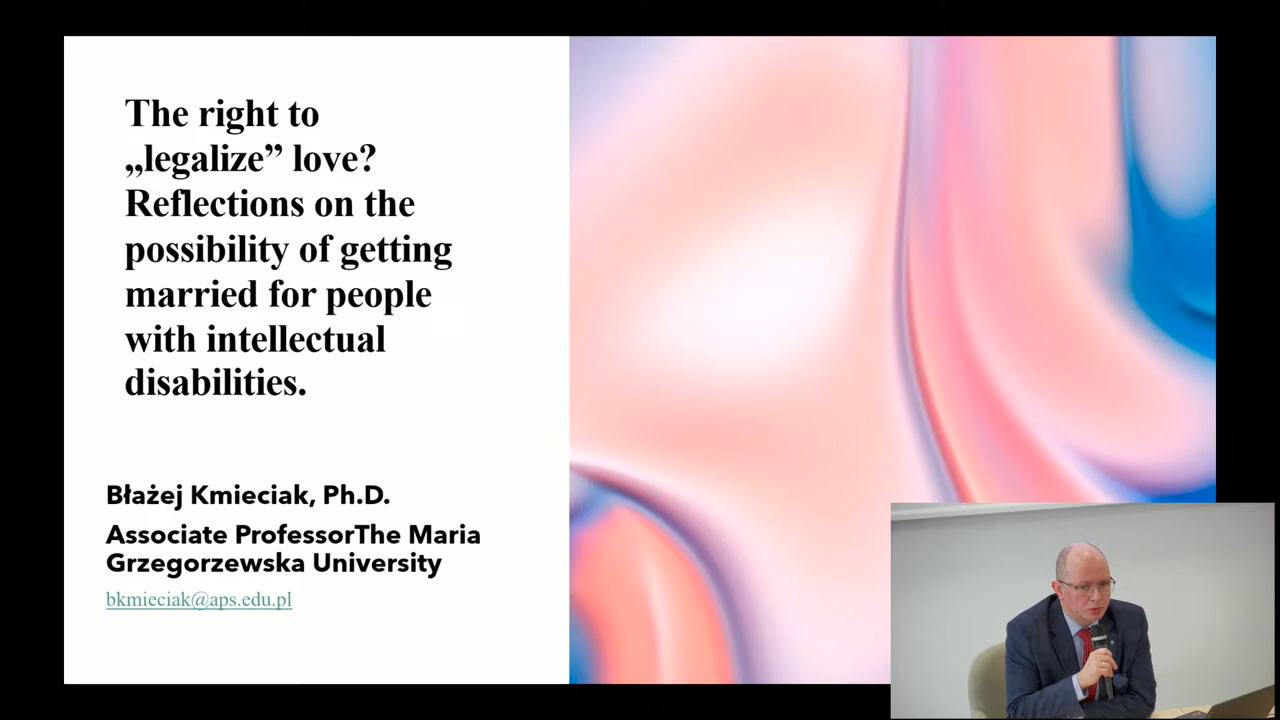 The right to
„legalize” love?
Reflections on the
possibility of getting
married for people
with intellectual
disabilities.
Błażej Kmieciak, Ph.D.
Associate ProfessorThe Maria
Grzegorzewska University
bkmieciak@aps.edu.pl